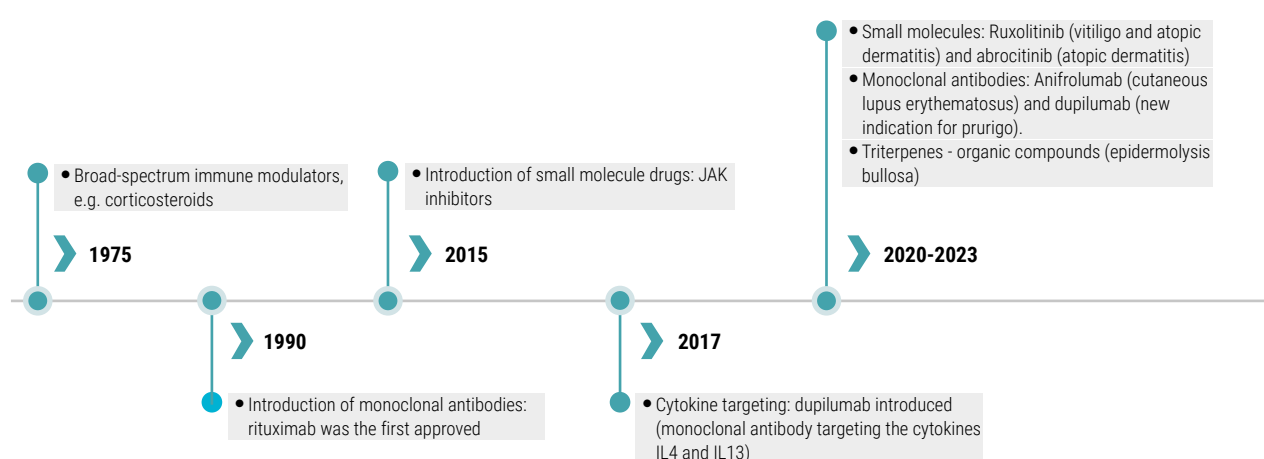 • Broad-spectrum immune modulators,
e.g. corticosteroids
1975
1990
• Introduction of monoclonal antibodies:
rituximab was the first approved
• Introduction of small molecule drugs: JAK
inhibitors
2015
2017
• Cytokine targeting: dupilumab introduced
(monoclonal antibody targeting the cytokines
IL4 and IL13)
• Small molecules: Ruxolitinib (vitiligo and atopic
dermatitis) and abrocitinib (atopic dermatitis)
• Monoclonal antibodies: Anifrolumab (cutaneous
lupus erythematosus) and dupilumab (new
indication for prurigo).
• Triterpenes - organic compounds (epidermolysis
bullosa)
2020-2023